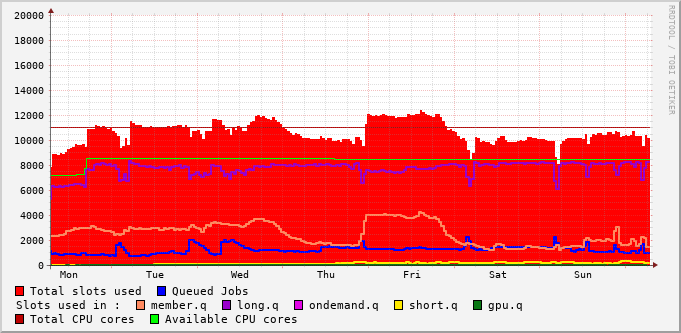 20000
18000
16000
14000
12000
10000
8000
6000
4000
2000
0
Mon Tue Wed Thu Fri Sat Sun
RRDTOOL / TOBI OETIKER
Total slots used Queued Jobs
Slots used in : member.q long.q ondemand.q short.q gpu.q
Total CPU cores Available CPU cores